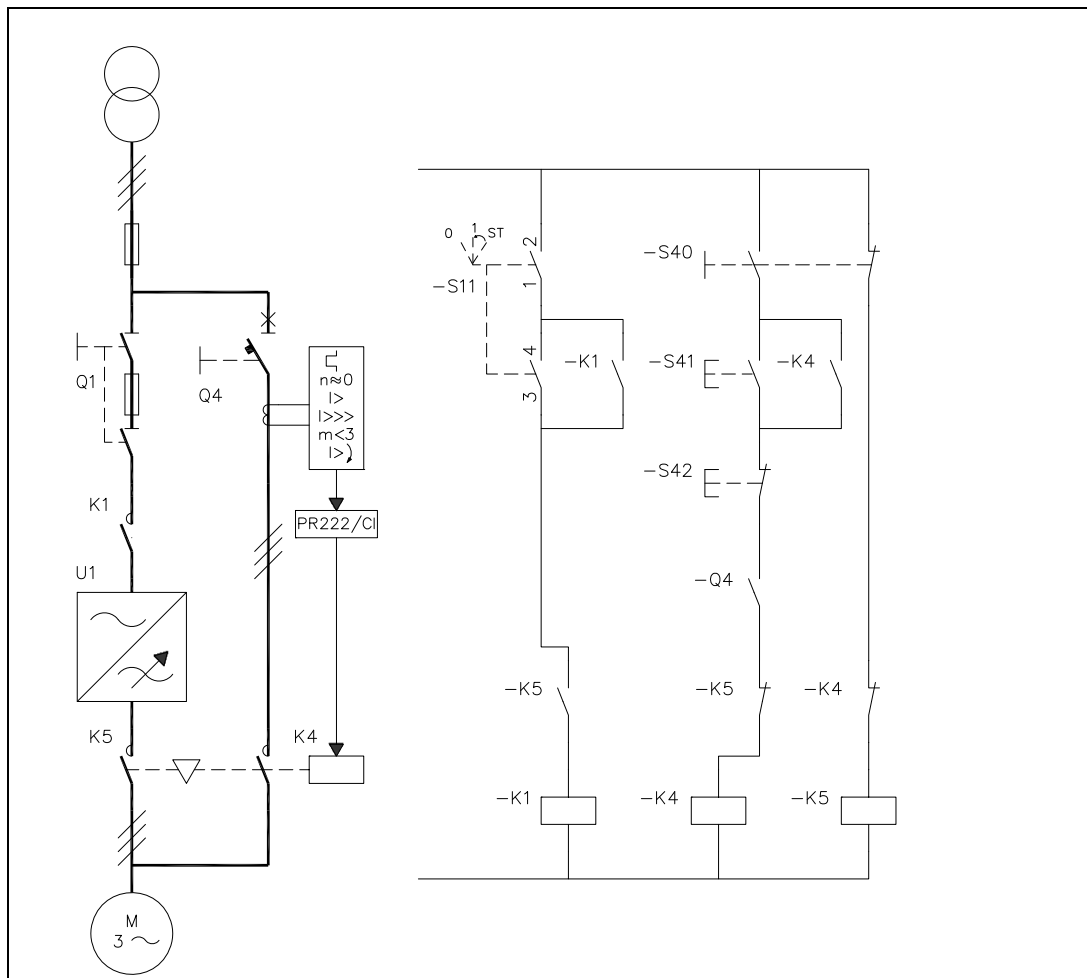 Q1
Q4
n≈0
I>
I>>>
m<3
I>
K1
PR222/CI
U1
K5
K4
M
3 ~
0
1
ST
2
-S11
1
4
-K1
3
-S40
-S41
-K4
-S42
-Q4
-K5
-K5
-K4
-K1
-K4
-K5